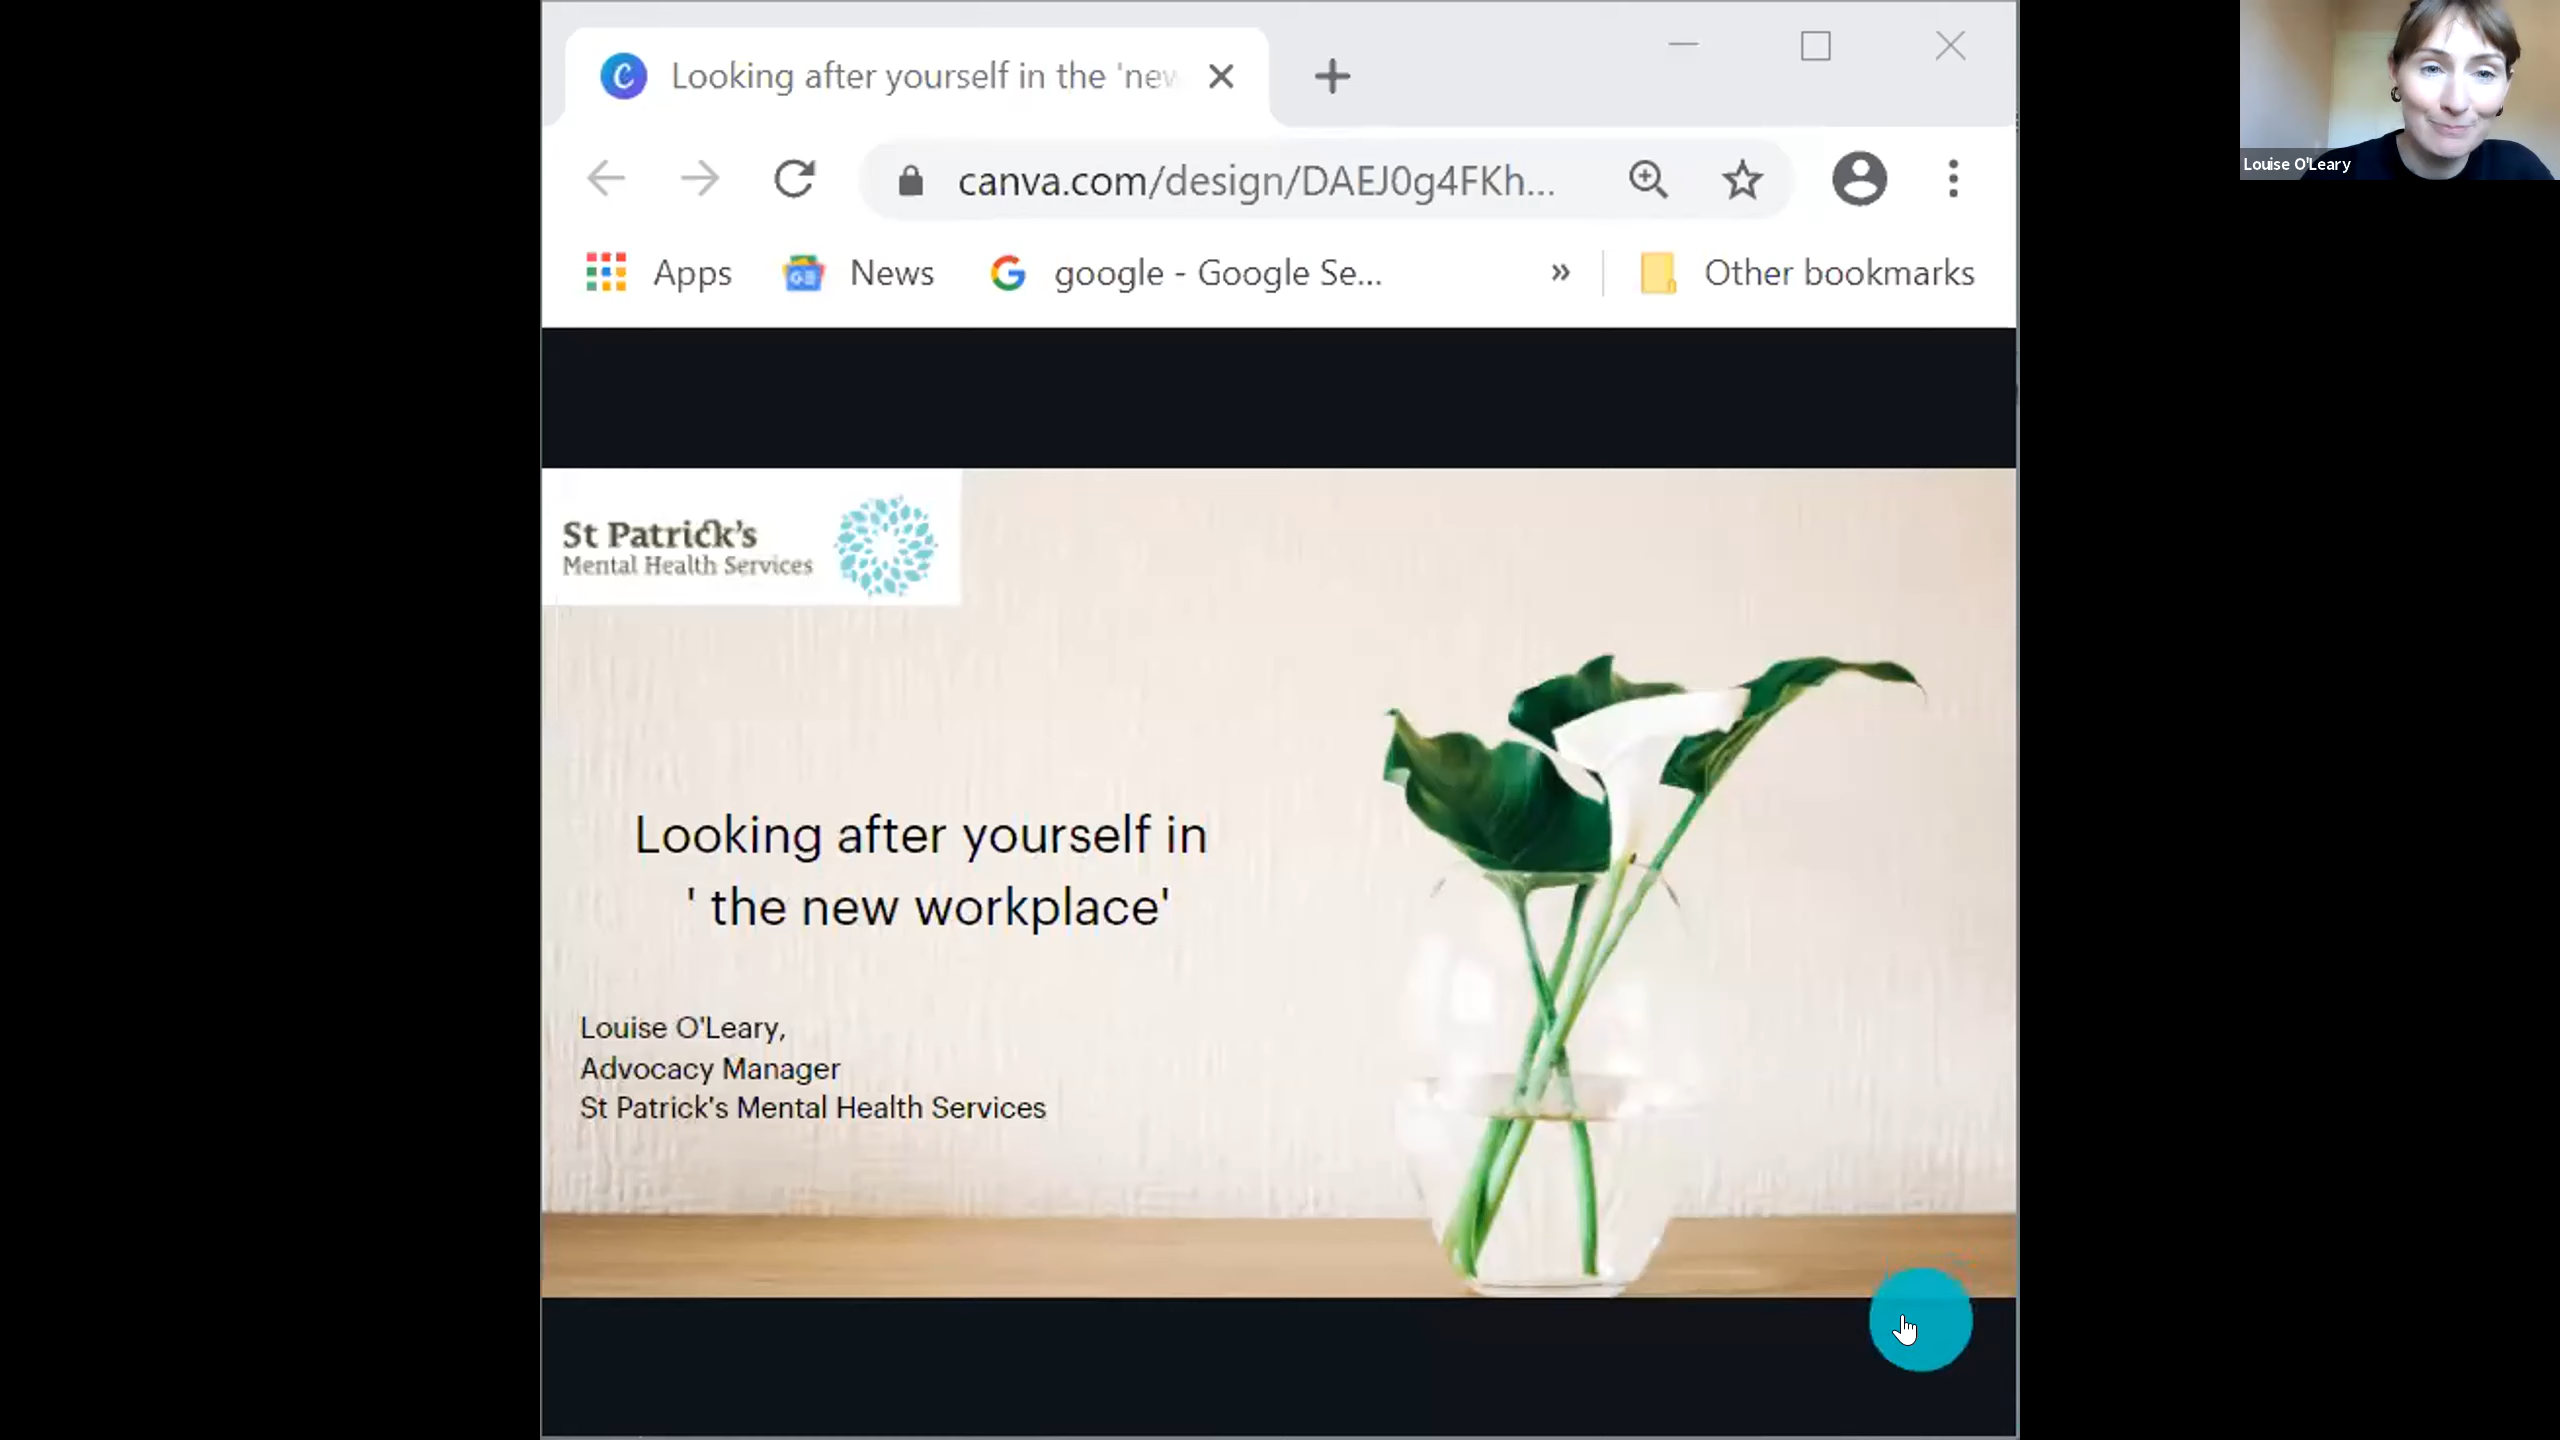 Looking after yourself in the 'new
canva.com/design/DAEJ0g4FKh...
Apps
News
google - Google Se...
»
Other bookmarks
Louise O'Leary
St Patrick's
Mental Health Services
Looking after yourself in
' the new workplace'
Louise O'Leary,
Advocacy Manager
St Patrick's Mental Health Services